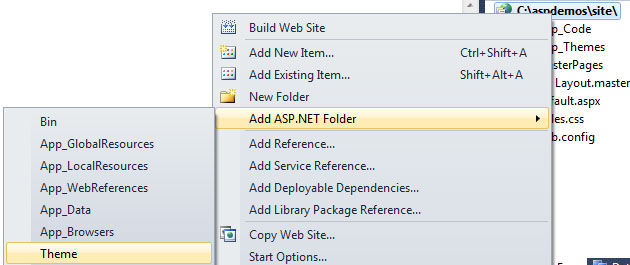 C:\aspdemos\site\
p_Code
p_Themes
sterPages
Layout.master
fault.aspx
les.css
b.config
Build Web Site
Add New Item... Ctrl+Shift+A
Add Existing Item... Shift+Alt+A
New Folder
Add ASP.NET Folder
Add Reference...
Add Service Reference...
Add Deployable Dependencies...
Add Library Package Reference...
Copy Web Site...
Start Options...
Bin
App_GlobalResources
App_LocalResources
App_WebReferences
App_Data
App_Browsers
Theme